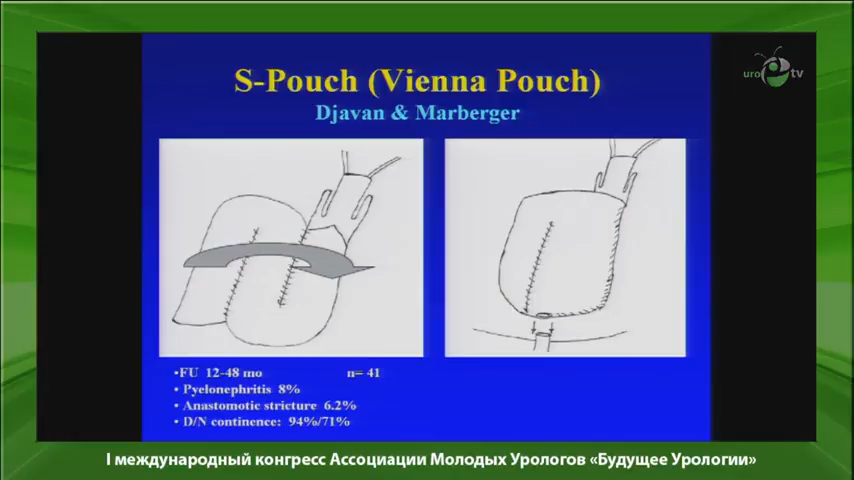 S-Pouch (Vienna Pouch)
Djavan & Marberger
uro tv
•FU 12-48 mo n= 41
• Pyelonephritis 8%
• Anastomotic stricture 6.2%
• D/N continence: 94%/71%
I международный конгресс Ассоциации Молодых Урологов «Будущее Урологии»